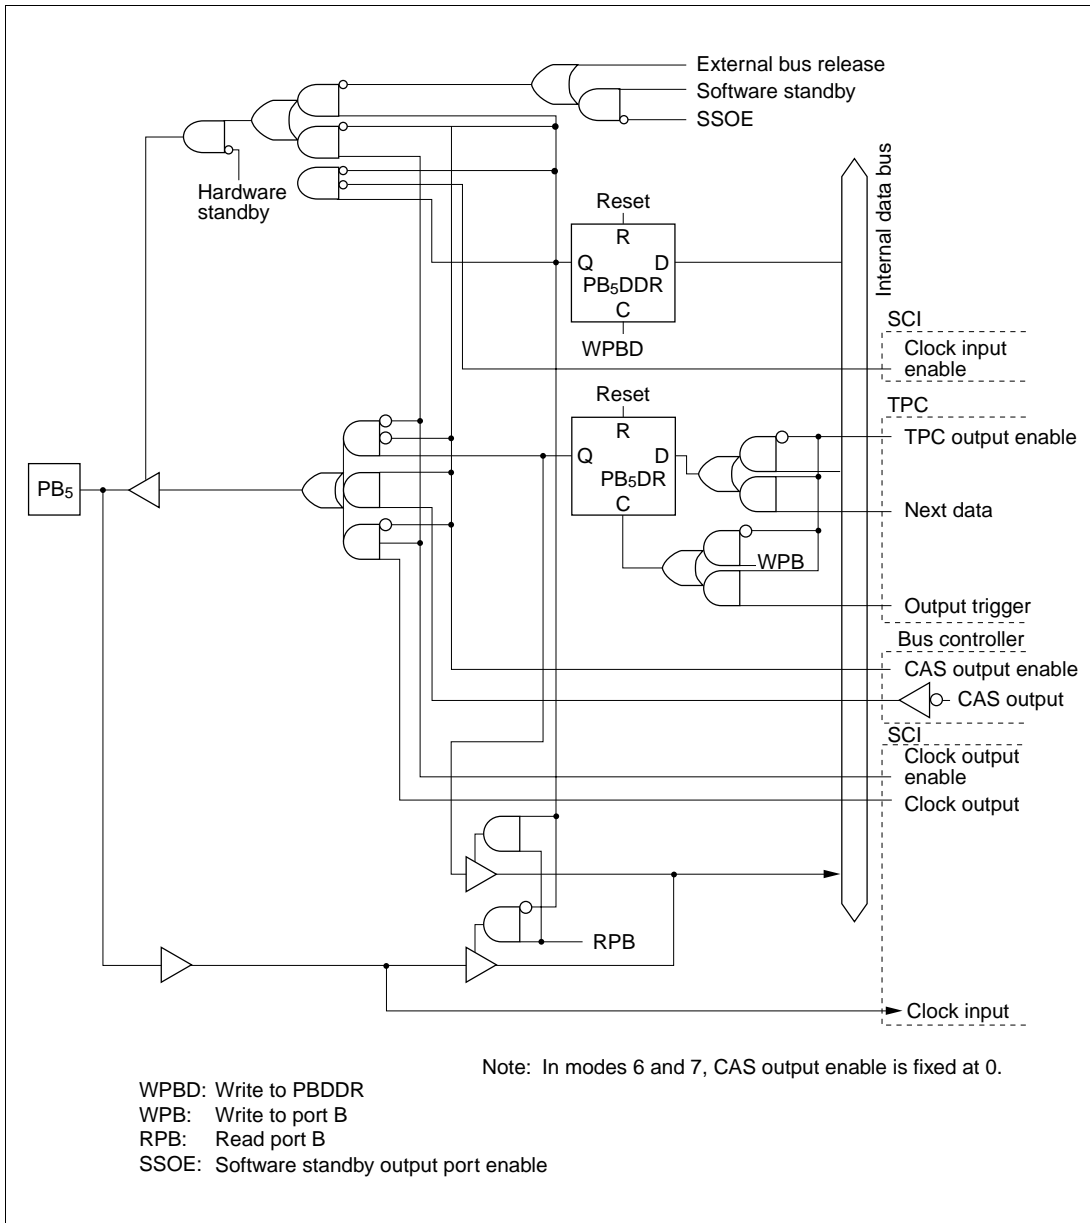 External bus release
Software standby
SSOE
Hardware
standby
Internal data bus
Reset
R
Q D
PB5DDR
C
WPBD
SCI
Clock input
enable
Reset
R
Q D
PB5DR
C
TPC
TPC output enable
Next data
WPB
Output trigger
PB5
Bus controller
CAS output enable
CAS output
SCI
Clock output
enable
Clock output
RPB
Clock input
Note: In modes 6 and 7, CAS output enable is fixed at 0.
WPBD: Write to PBDDR
WPB: Write to port B
RPB: Read port B
SSOE: Software standby output port enable